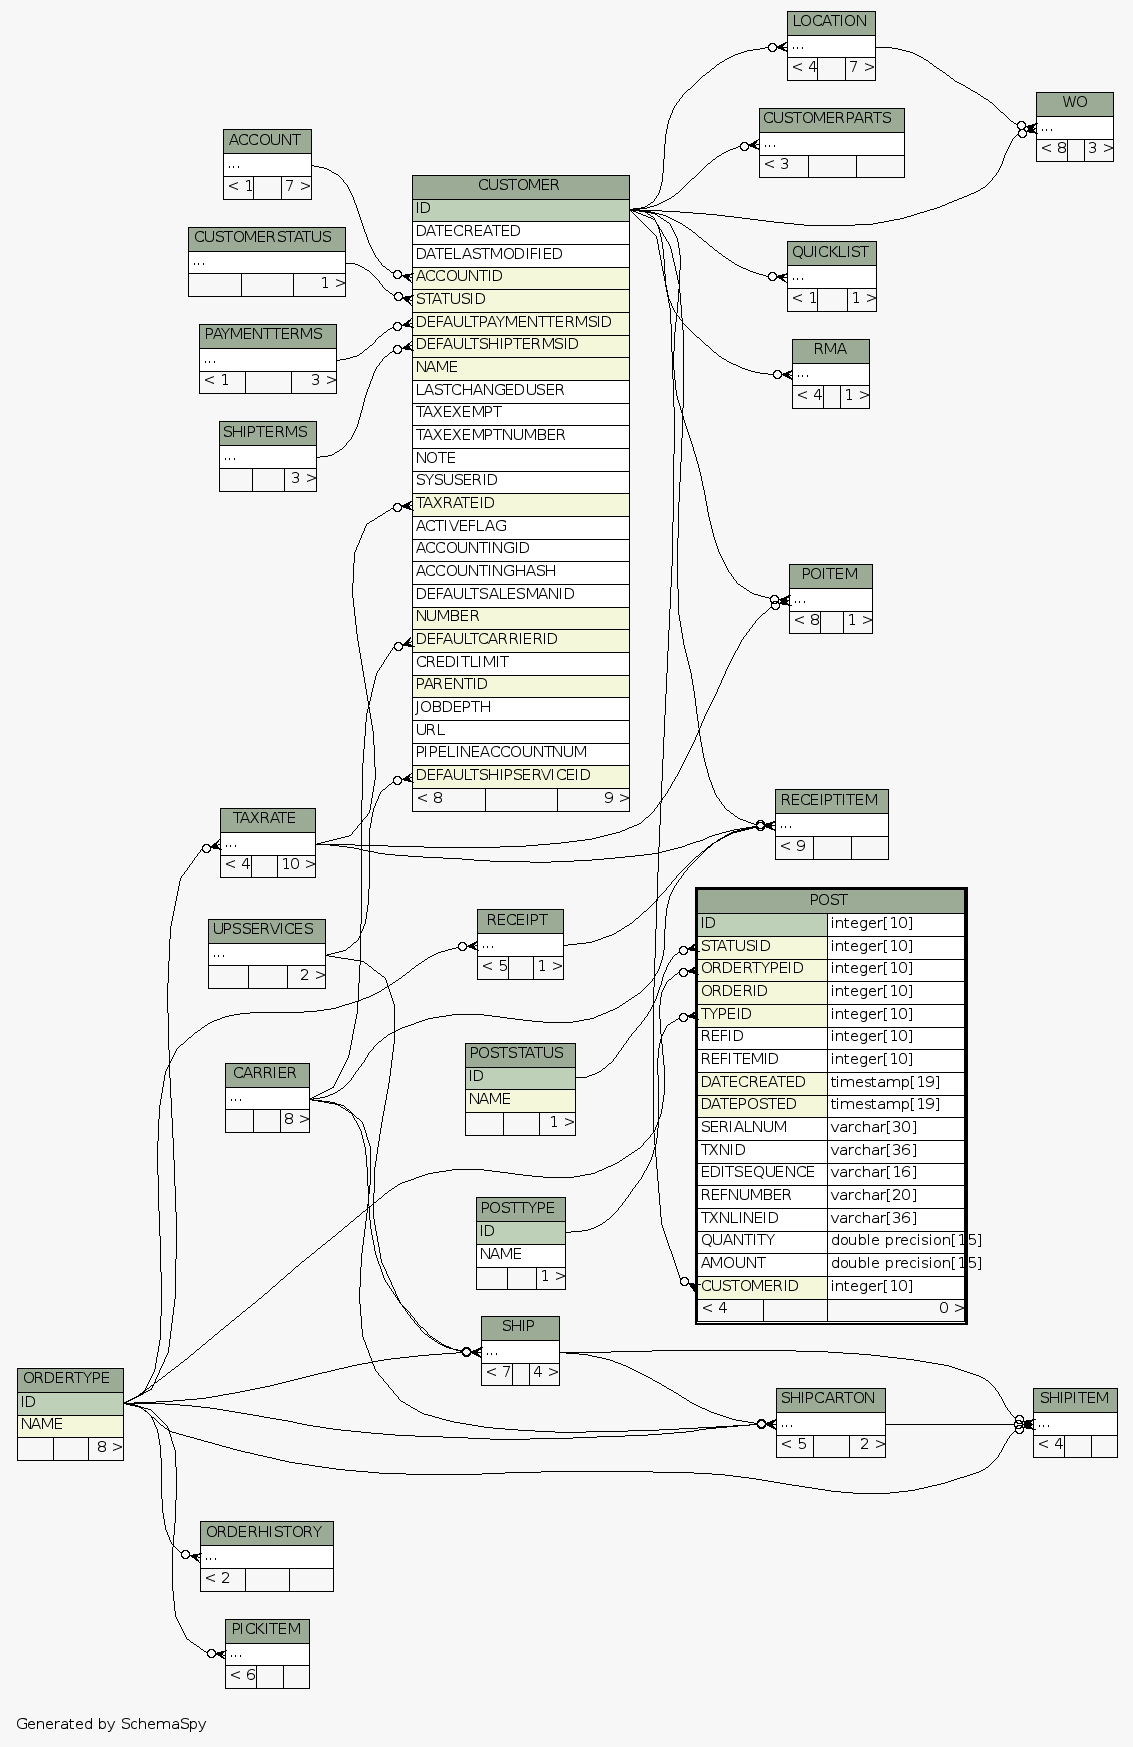 LOCATION
...
< 4 7 >
WO
...
< 8 3 >
CUSTOMERPARTS
...
< 3
ACCOUNT
...
< 1 7 >
CUSTOMERSTATUS
...
1 >
PAYMENTTERMS
...
< 1 3 >
SHIPTERMS
...
3 >
CUSTOMER
ID
DATECREATED
DATELASTMODIFIED
ACCOUNTID
STATUSID
DEFAULTPAYMENTTERMSID
DEFAULTSHIPTERMSID
NAME
LASTCHANGEDUSER
TAXEXEMPT
TAXEXEMPTNUMBER
NOTE
SYSUSERID
TAXRATEID
ACTIVEFLAG
ACCOUNTINGID
ACCOUNTINGHASH
DEFAULTSALESMANID
NUMBER
DEFAULTCARRIERID
CREDITLIMIT
PARENTID
JOBDEPTH
URL
PIPELINEACCOUNTNUM
DEFAULTSHIPSERVICEID
< 8 9 >
QUICKLIST
...
< 1 1 >
RMA
...
< 4 1 >
POITEM
...
< 8 1 >
RECEIPTITEM
...
< 9
TAXRATE
...
< 4 10 >
UPSSERVICES
...
2 >
RECEIPT
...
< 5 1 >
CARRIER
...
8 >
POSTSTATUS
ID
NAME
1 >
POSTTYPE
ID
NAME
1 >
POST
ID integer[10]
STATUSID integer[10]
ORDERTYPEID integer[10]
ORDERID integer[10]
TYPEID integer[10]
REFID integer[10]
REFITEMID integer[10]
DATECREATED timestamp[19]
DATEPOSTED timestamp[19]
SERIALNUM varchar[30]
TXNID varchar[36]
EDITSEQUENCE varchar[16]
REFNUMBER varchar[20]
TXNLINEID varchar[36]
QUANTITY double precision[15]
AMOUNT double precision[15]
CUSTOMERID integer[10]
< 4 0 >
SHIP
...
< 7 4 >
ORDERTYPE
ID
NAME
8 >
SHIPCARTON
...
< 5 2 >
SHIPITEM
...
< 4
ORDERHISTORY
...
< 2
PICKITEM
...
< 6
Generated by SchemaSpy